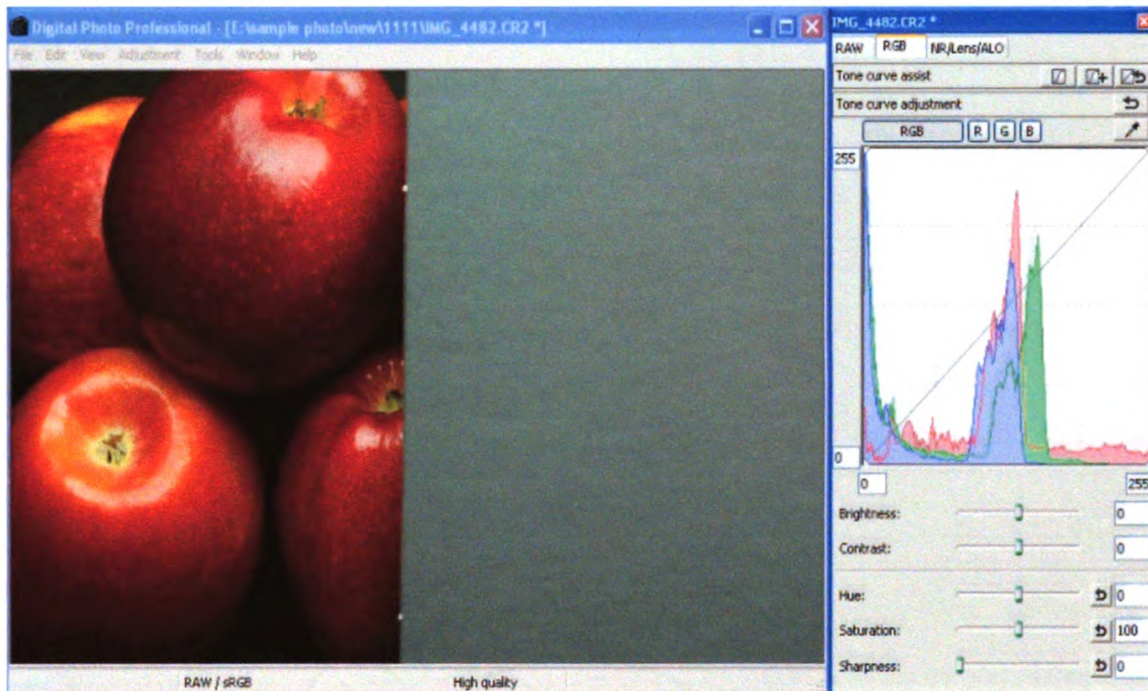 Digital Photo Professional - [E:\sample photo\new\1111\IMG_4482.CR2 *]
File Edit View Adjustment Tools Window Help
RAW / sRGB High quality
IMG_4482.CR2 *
RAW RGB NR/Lens/ALO
Tone curve assist
Tone curve adjustment
RGB R G B
255
0
0 255
Brightness: 0
Contrast: 0
Hue: 0
Saturation: 100
Sharpness: 0